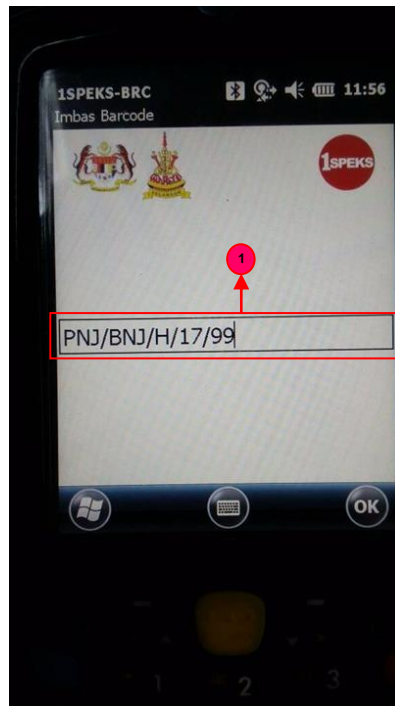 1SPEKS-BRC
11:56
Imbas Barcode
1SPEKS
1
PNJ/BNJ/H/17/99
OK
1
2
3